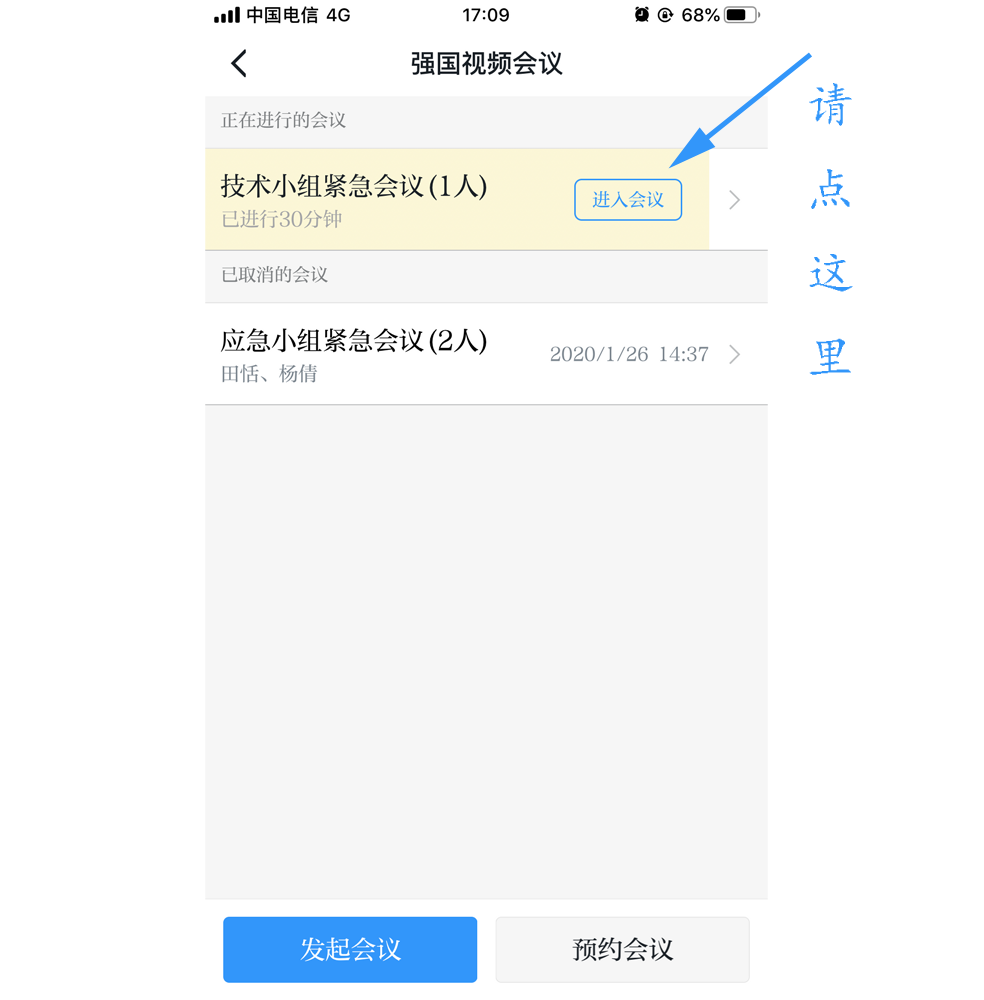 中国电信 4G 17:09 68%
强国视频会议
正在进行的会议
技术小组紧急会议(1人)
已进行30分钟
进入会议
已取消的会议
应急小组紧急会议(2人)
田恬、杨倩
2020/1/26 14:37
发起会议
预约会议
请点这里